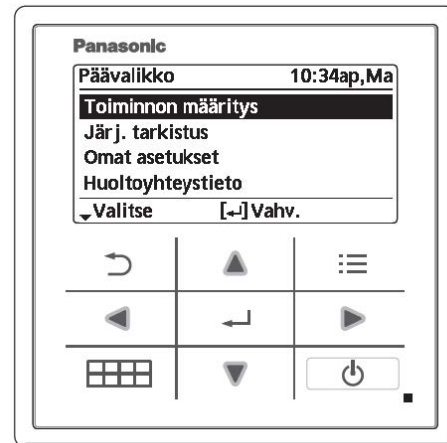 Panasonic
Päävalikko 10:34ap,Ma
Toiminnon määritys
Järj. tarkistus
Omat asetukset
Huoltoyhteystieto
Valitse [↵]Vahv.